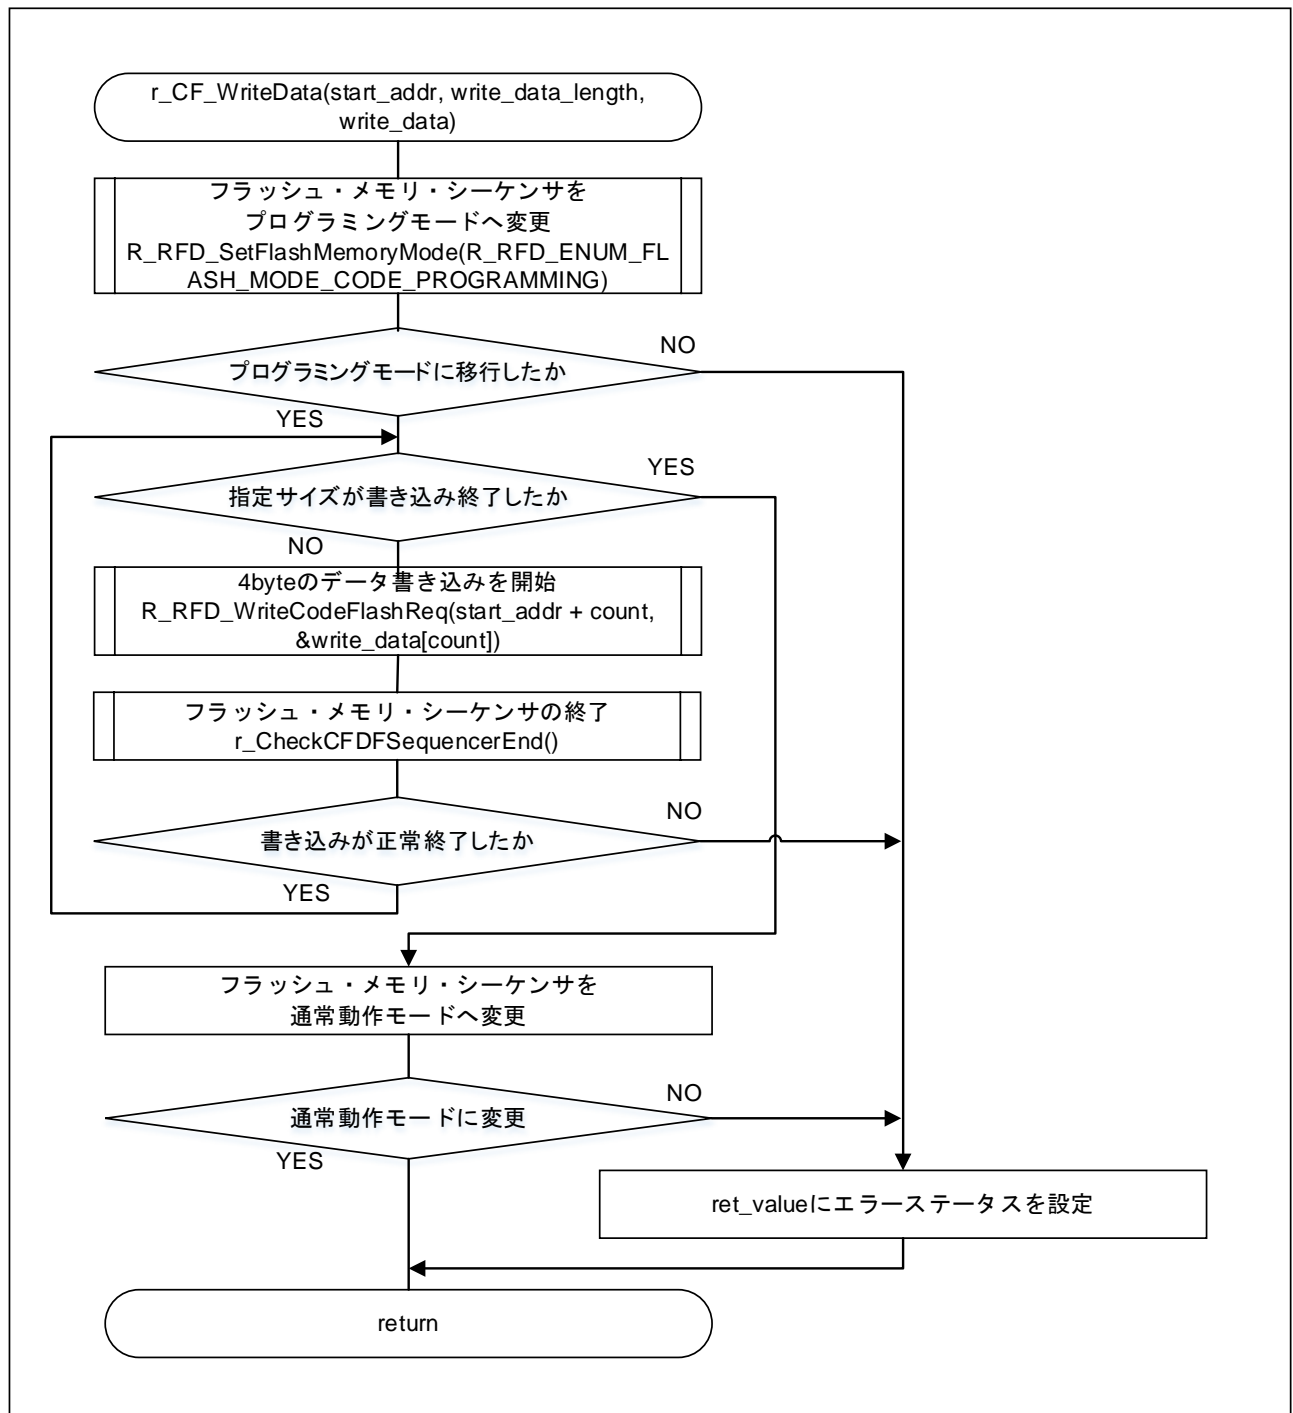 r_CF_WriteData(start_addr, write_data_length,
write_data)
フラッシュ・メモリ・シーケンサを
プログラミングモードへ変更
R_RFD_SetFlashMemoryMode(R_RFD_ENUM_FL
ASH_MODE_CODE_PROGRAMMING)
NO
プログラミングモードに移行したか
YES
YES
指定サイズが書き込み終了したか
NO
4byteのデータ書き込みを開始
R_RFD_WriteCodeFlashReq(start_addr + count,
&write_data[count])
フラッシュ・メモリ・シーケンサの終了
r_CheckCFDFSequencerEnd()
NO
書き込みが正常終了したか
YES
フラッシュ・メモリ・シーケンサを
通常動作モードへ変更
NO
通常動作モードに変更
YES
ret_valueにエラーステータスを設定
return